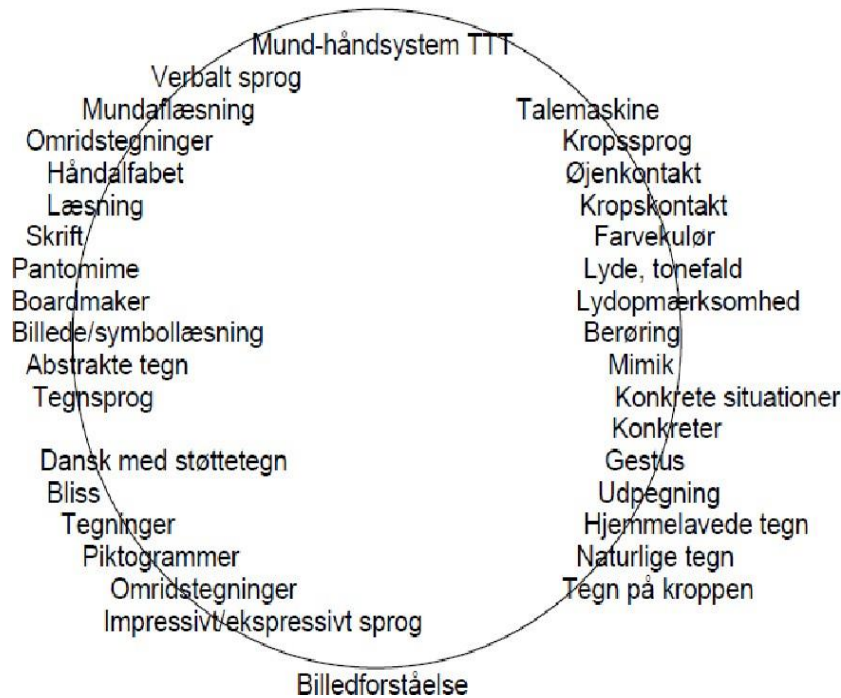 Mund-håndsystem TTT
Verbalt sprog
Mundaflæsning
Omridstegninger
Håndalfabet
Læsning
Skrift
Pantomime
Boardmaker
Billede/symbollæsning
Abstrakte tegn
Tegnsprog
Dansk med støttetegn
Bliss
Tegninger
Piktogrammer
Omridstegninger
Impressivt/ekspressivt sprog
Billedforståelse
Talemaskine
Kropssprog
Øjenkontakt
Kropskontakt
Farvekulør
Lyde, tonefald
Lydopmærksomhed
Berøring
Mimik
Konkrete situationer
Konkreter
Gestus
Udpegning
Hjemmelavede tegn
Naturlige tegn
Tegn på kroppen